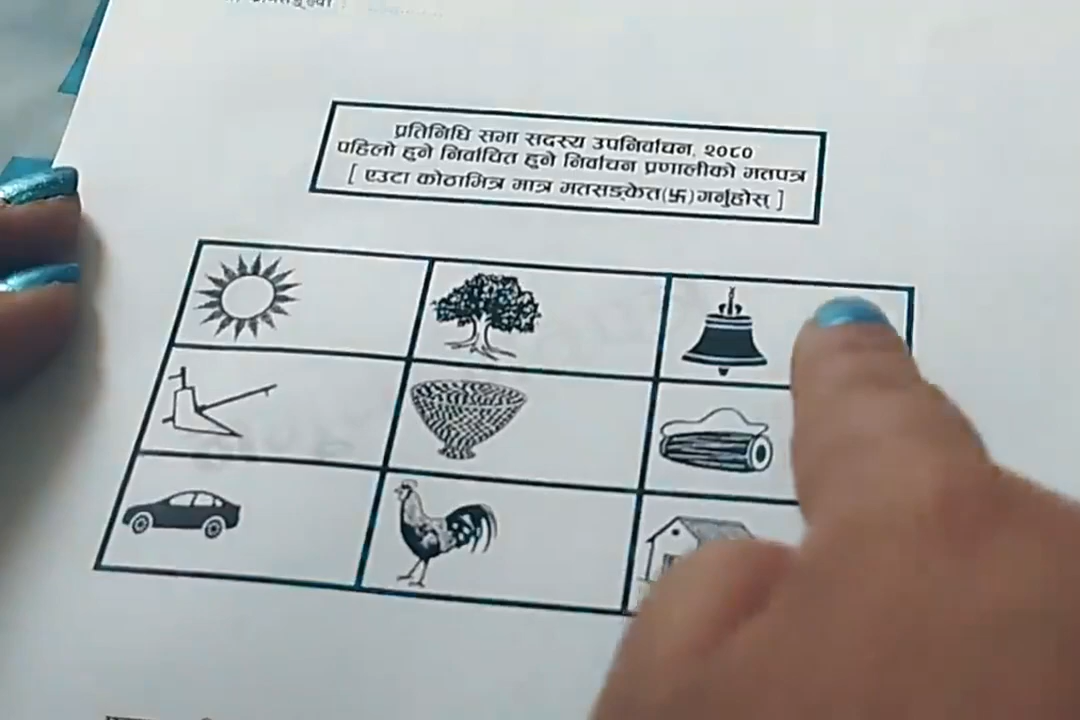 प्रतिनिधि सभा सदस्य उपनिर्वाचन, २०८०
पहिलो हुने निर्वाचित हुने निर्वाचन प्रणालीको मतपत्र
[ एउटा कोठाभित्र मात्र मतसङ्केत(卐)गर्नुहोस् ]